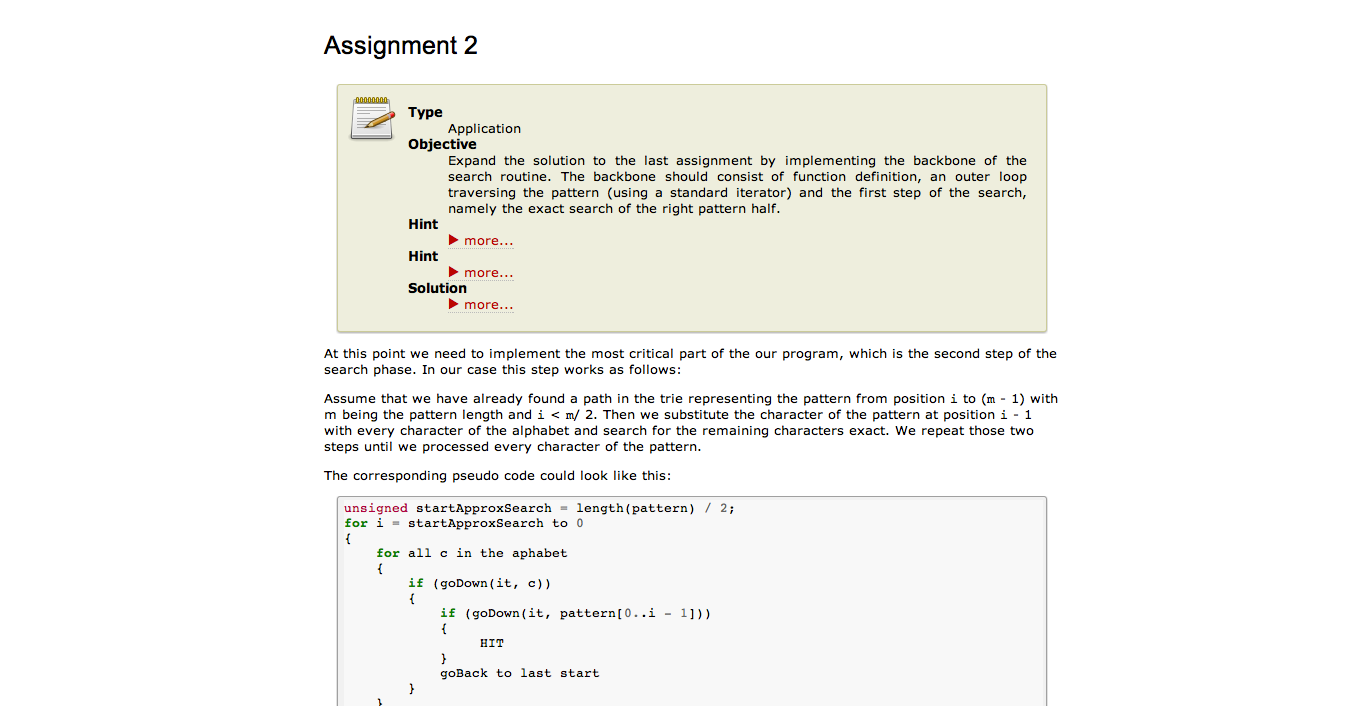 Assignment 2
Type
Application
Objective
Expand the solution to the last assignment by implementing the backbone of the
search routine. The backbone should consist of function definition, an outer loop
traversing the pattern (using a standard iterator) and the first step of the search,
namely the exact search of the right pattern half.
Hint
more...
Hint
more...
Solution
more...
At this point we need to implement the most critical part of the our program, which is the second step of the
search phase. In our case this step works as follows:
Assume that we have already found a path in the trie representing the pattern from position i to (m - 1) with
m being the pattern length and i < m/ 2. Then we substitute the character of the pattern at position i - 1
with every character of the alphabet and search for the remaining characters exact. We repeat those two
steps until we processed every character of the pattern.
The corresponding pseudo code could look like this:
unsigned startApproxSearch = length(pattern) / 2;
for i = startApproxSearch to 0
{
for all c in the aphabet
{
if (goDown(it, c))
{
if (goDown(it, pattern[0..i - 1]))
{
HIT
}
goBack to last start
}
}